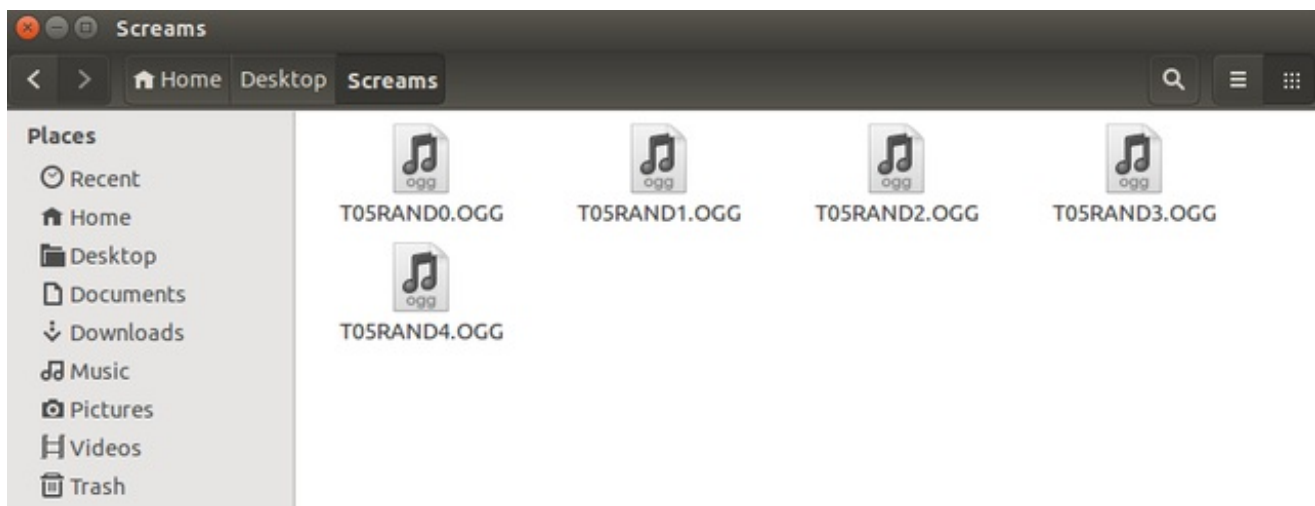 Screams
Home Desktop Screams
Places
Recent
Home
Desktop
Documents
Downloads
Music
Pictures
Videos
Trash
ogg ogg ogg ogg
T05RAND0.OGG T05RAND1.OGG T05RAND2.OGG T05RAND3.OGG
ogg
T05RAND4.OGG